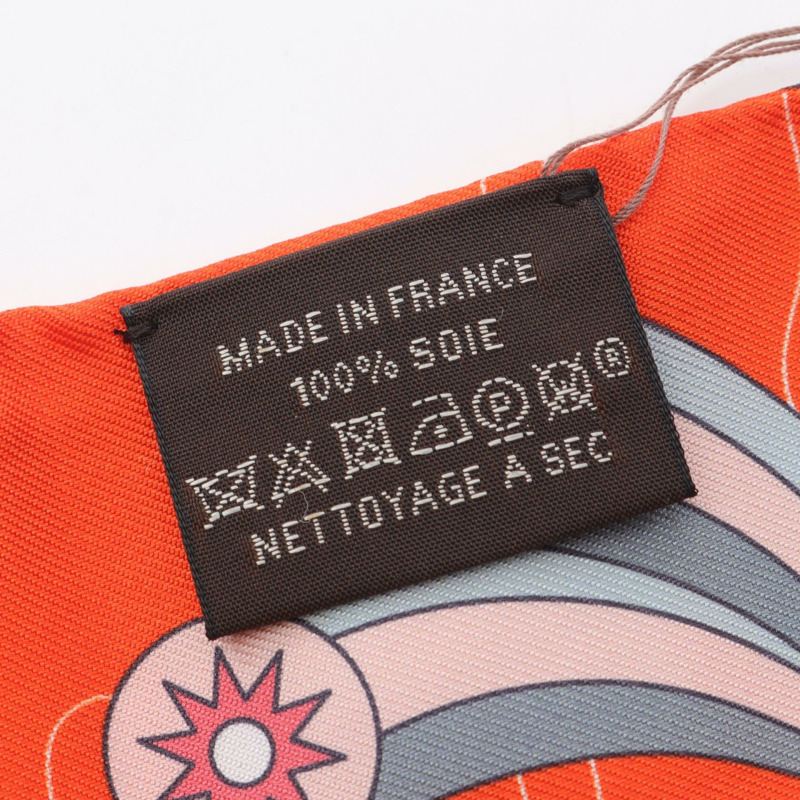 MADE IN FRANCE
100% SOIE
P W ®
NETTOYAGE A SEC